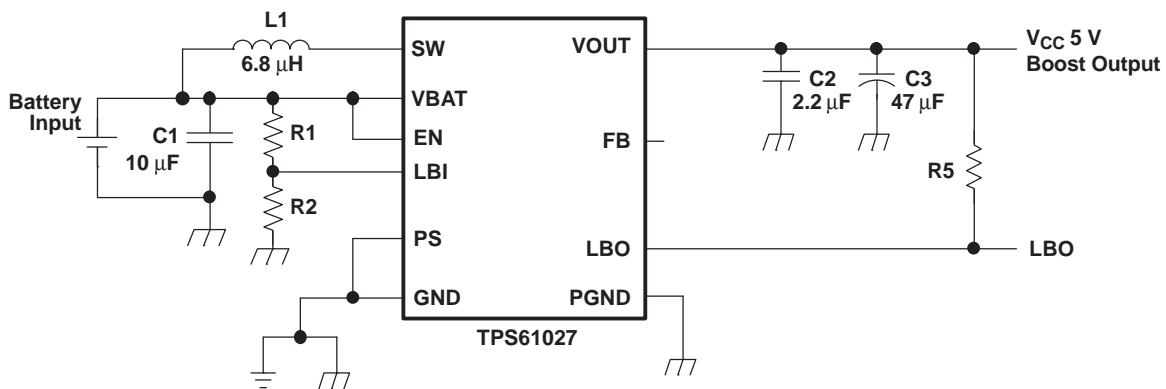 L1
6.8 μH
Battery
Input
C1
10 μF
R1
R2
SW
VBAT
EN
LBI
PS
GND
VOUT
FB
LBO
PGND
TPS61027
C2
2.2 μF
C3
47 μF
R5
VCC 5 V
Boost Output
LBO